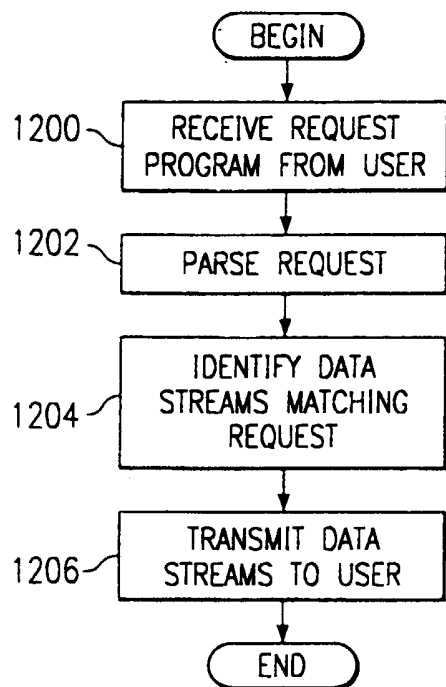 BEGIN
1200
RECEIVE REQUEST
PROGRAM FROM USER
1202
PARSE REQUEST
1204
IDENTIFY DATA
STREAMS MATCHING
REQUEST
1206
TRANSMIT DATA
STREAMS TO USER
END